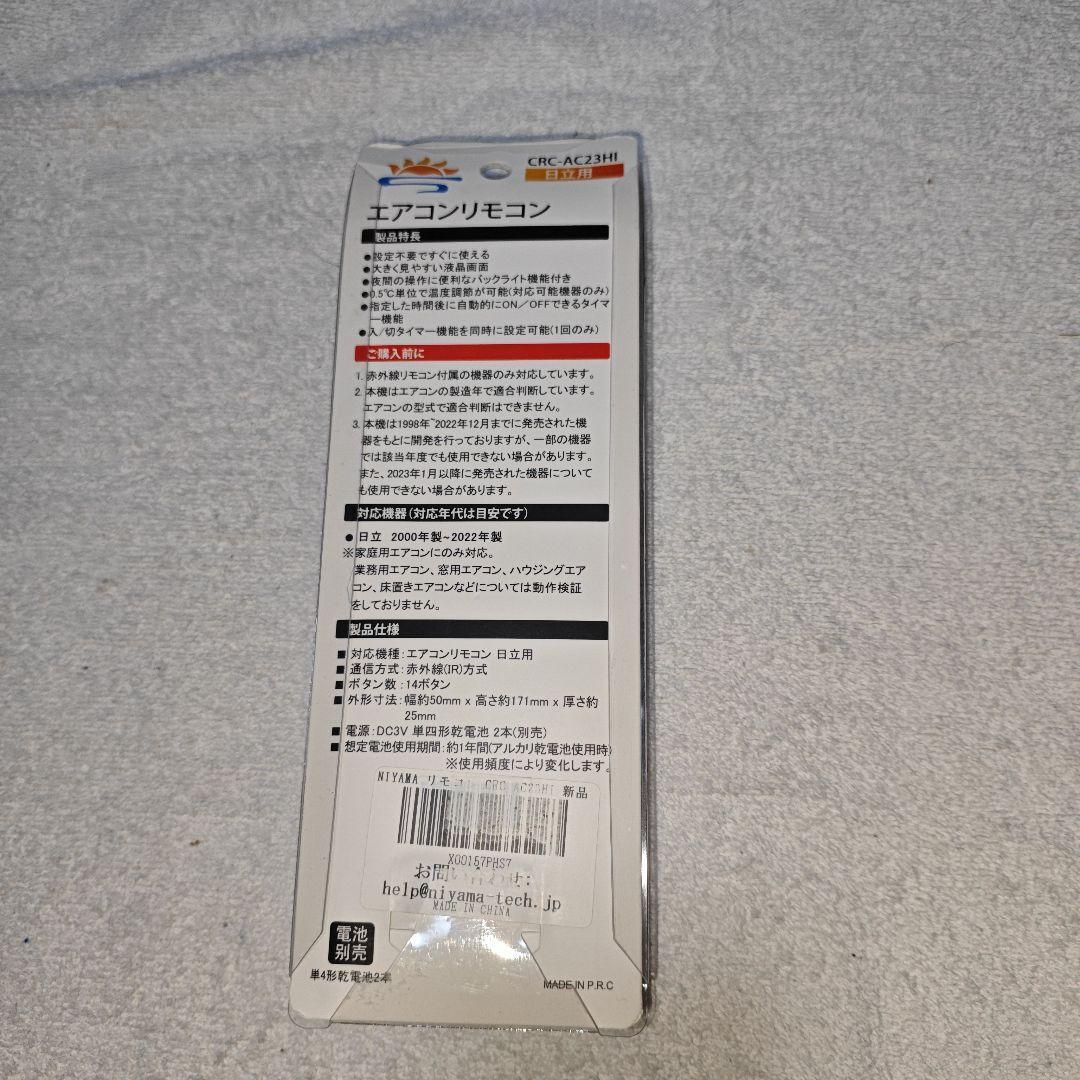 CRC-AC23HI
日立用
エアコンリモコン
製品特長
●設定不要ですぐに使える
●大きく見やすい液晶画面
●夜間の操作に便利なバックライト機能付き
●0.5℃単位で温度調節が可能(対応可能機器のみ)
●指定した時間後に自動的にON／OFFできるタイマ
ー機能
●入/切タイマー機能を同時に設定可能(1回のみ)
ご購入前に
1. 赤外線リモコン付属の機器のみ対応しています。
2. 本機はエアコンの製造年で適合判断しています。
エアコンの型式で適合判断はできません。
3. 本機は1998年~2022年12月までに発売された機
器をもとに開発を行っておりますが、一部の機器
では該当年度でも使用できない場合があります。
また、2023年1月以降に発売された機器について
も使用できない場合があります。
対応機器(対応年代は目安です)
● 日立 2000年製~2022年製
※家庭用エアコンにのみ対応。
業務用エアコン、窓用エアコン、ハウジングエア
コン、床置きエアコンなどについては動作検証
をしておりません。
製品仕様
■ 対応機種：エアコンリモコン 日立用
■ 通信方式：赤外線(IR)方式
■ ボタン数：14ボタン
■ 外形寸法：幅約50mm x 高さ約171mm x 厚さ約
25mm
■ 電源：DC3V 単四形乾電池 2本(別売)
■ 想定電池使用期間：約1年間(アルカリ乾電池使用時)
※使用頻度により変化します。
NIYAMA リモコン CRC-AC23HI 新品
X00157PHS7
お問い合わせ:
help@niyama-tech.jp
MADE IN CHINA
電池
別売
単4形乾電池2本
MADE IN P.R.C